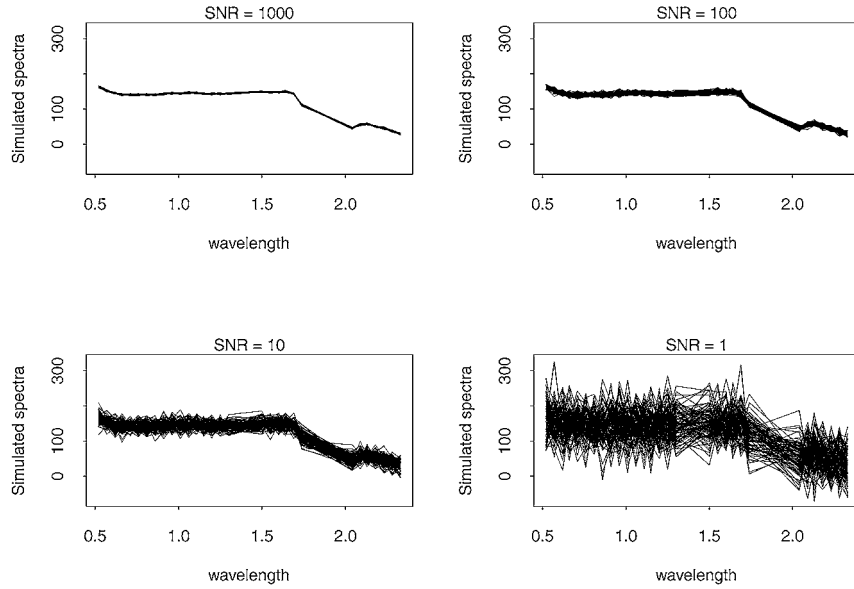 SNR = 1000
Simulated spectra
300
100
0
0.5 1.0 1.5 2.0
wavelength
SNR = 100
Simulated spectra
300
100
0
0.5 1.0 1.5 2.0
wavelength
SNR = 10
Simulated spectra
300
100
0
0.5 1.0 1.5 2.0
wavelength
SNR = 1
Simulated spectra
300
100
0
0.5 1.0 1.5 2.0
wavelength